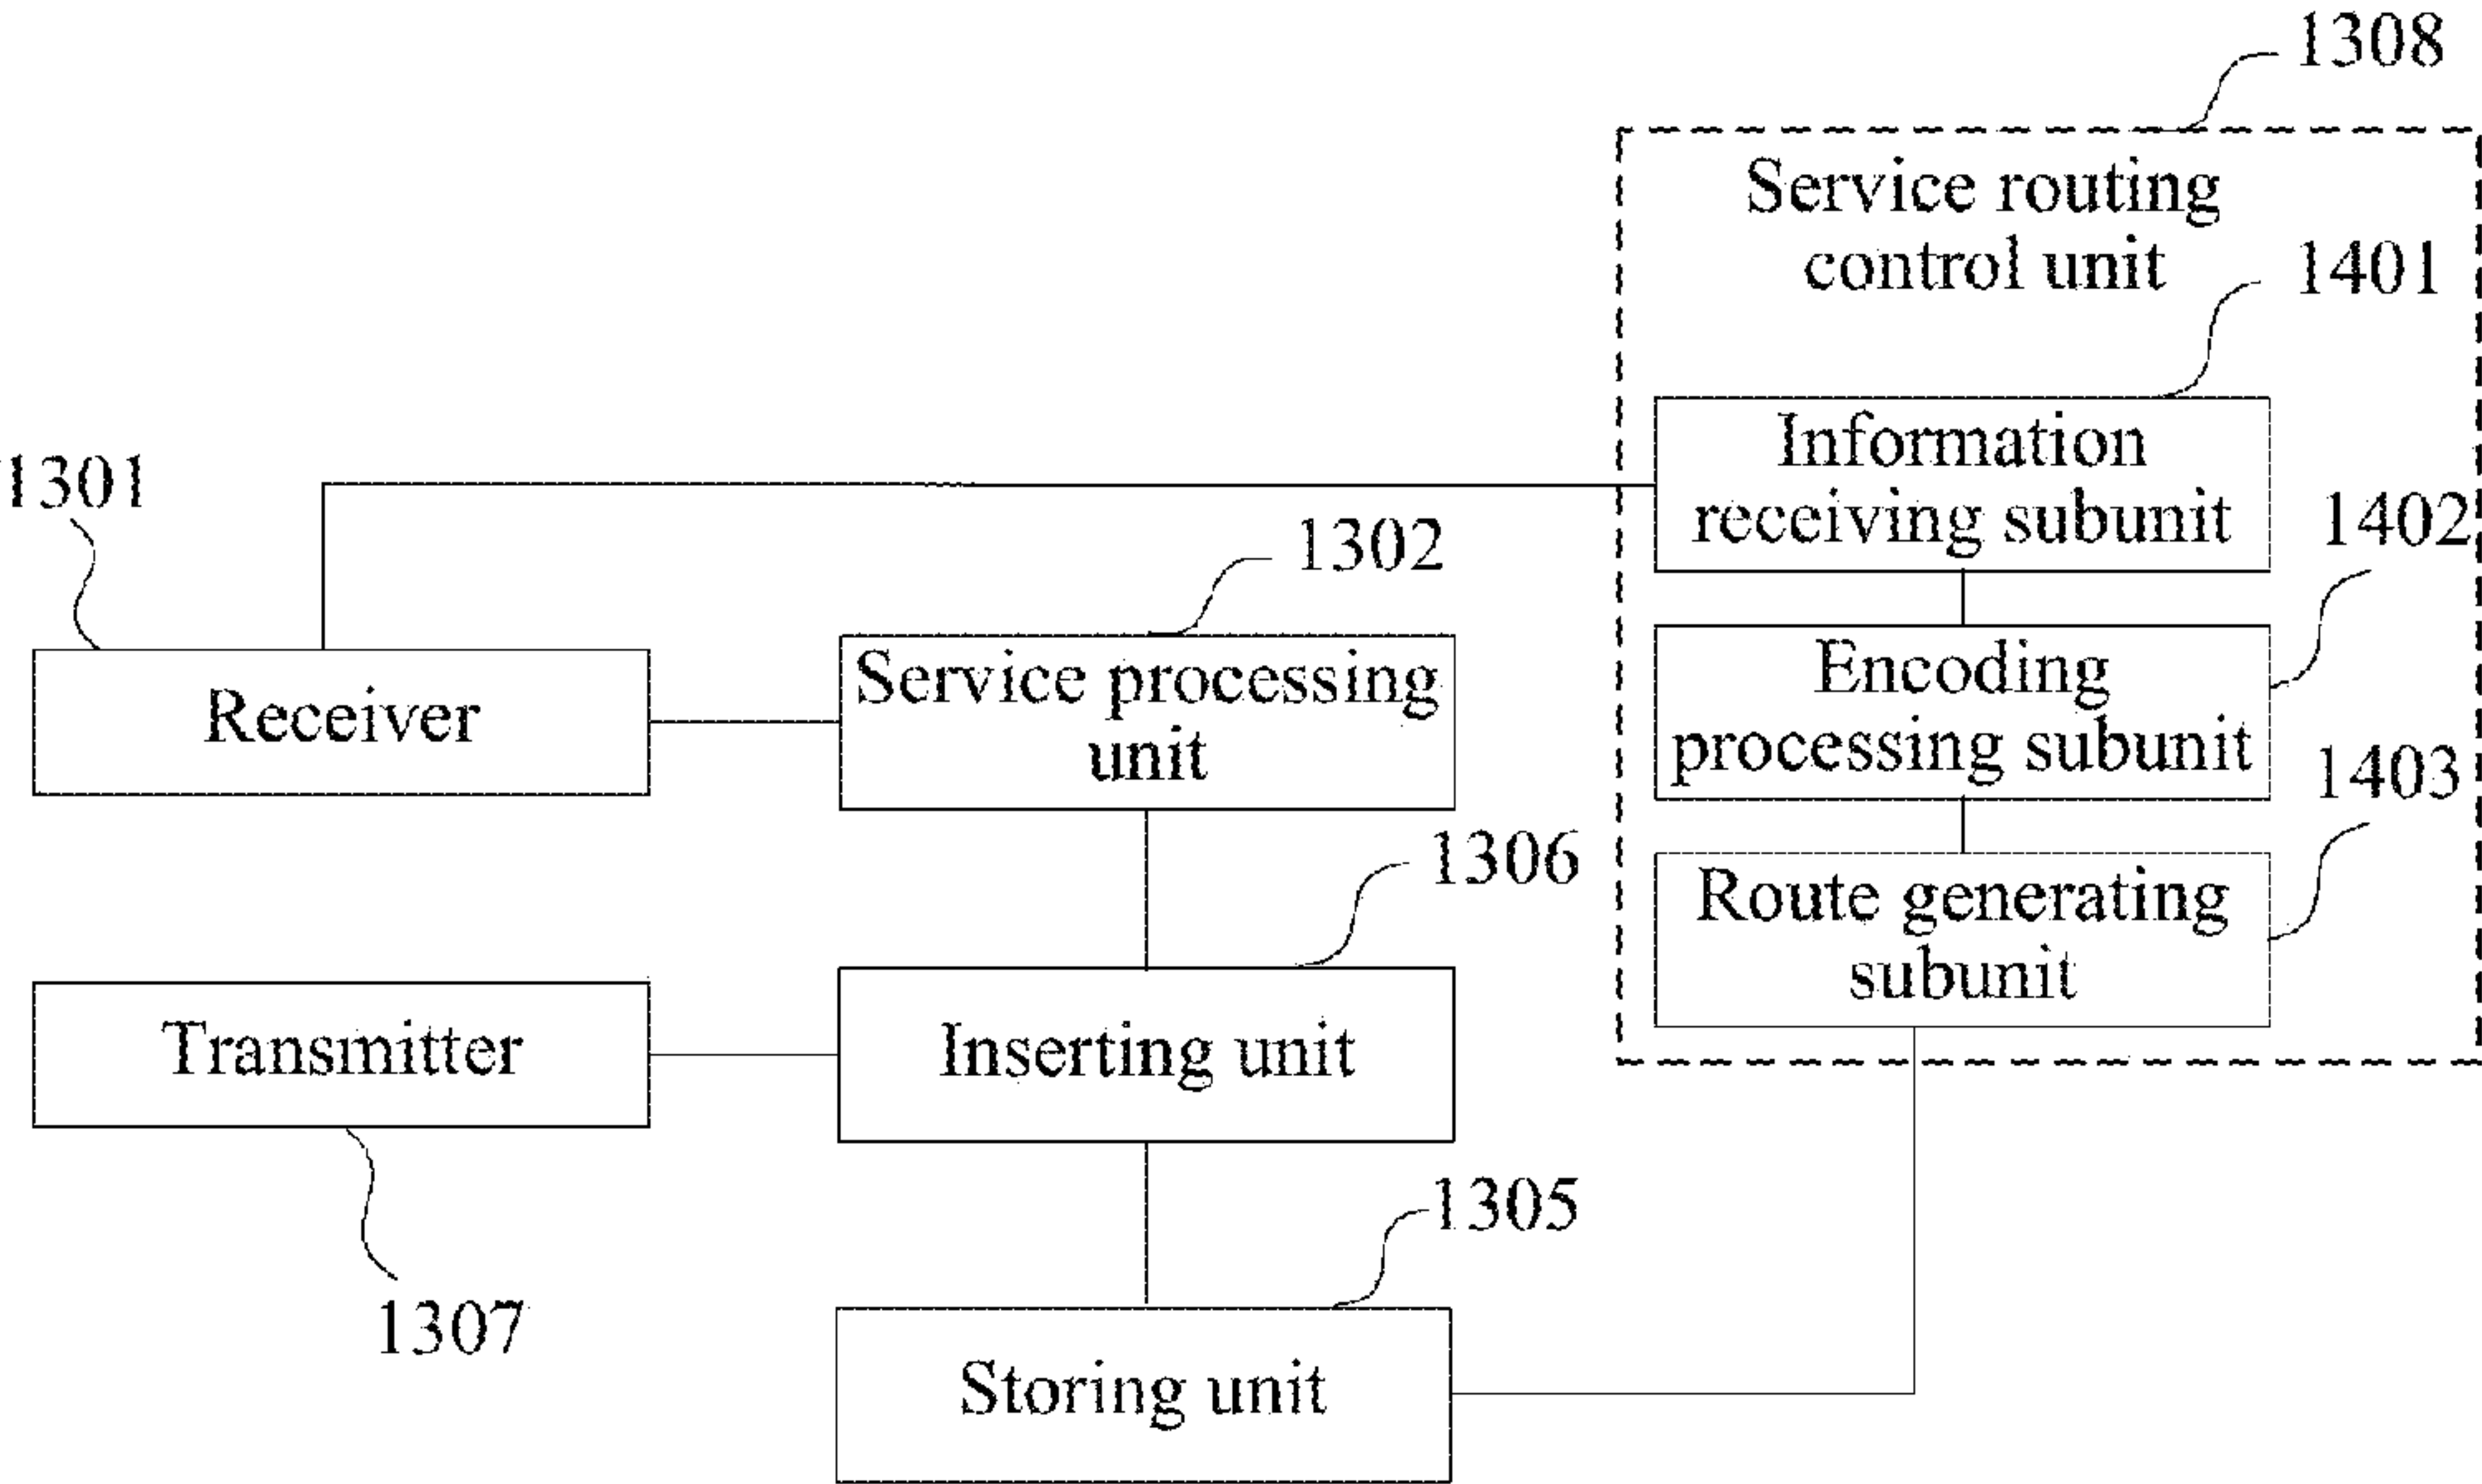 1308
Service routing
control unit
1401
Information
receiving subunit
1301
1402
1302
Receiver
Service processing
unit
Encoding
processing subunit
1403
1306
Route generating
subunit
Transmitter
Inserting unit
1305
1307
Storing unit